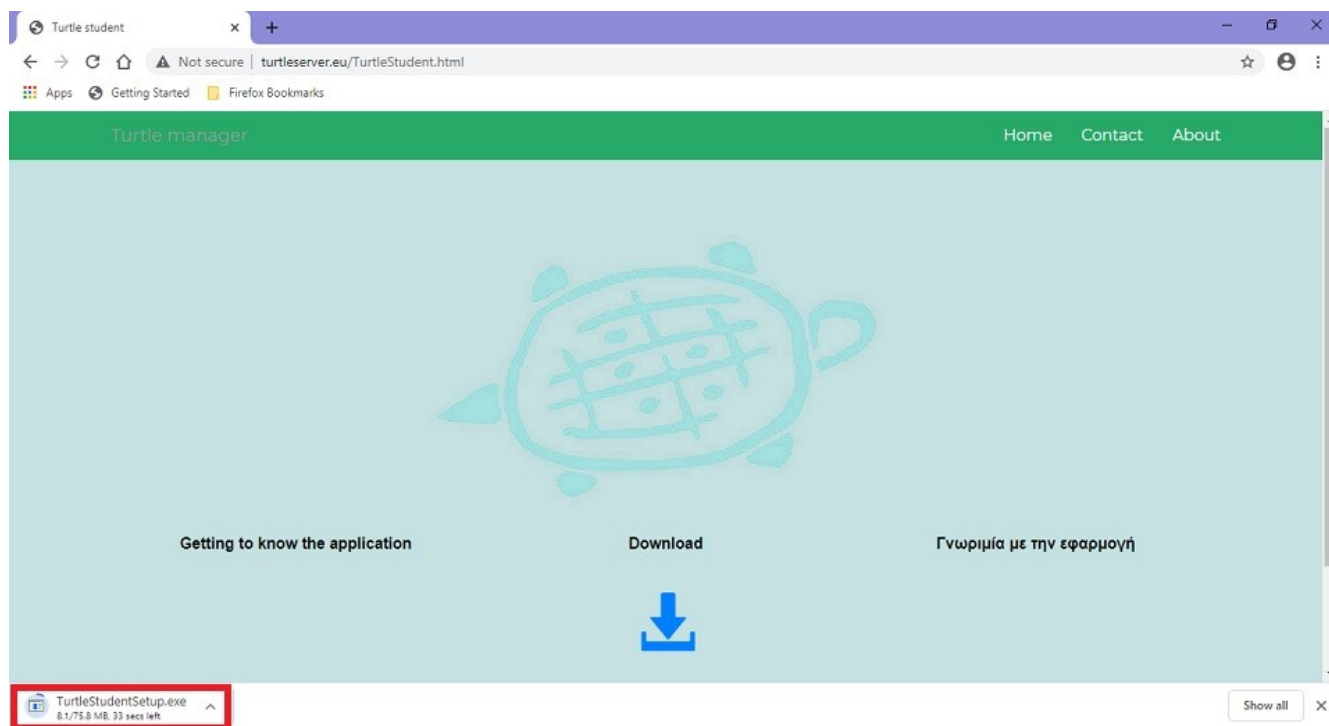 Turtle student
Not secure | turtleserver.eu/TurtleStudent.html
Apps Getting Started Firefox Bookmarks
Turtle manager Home Contact About
Getting to know the application Download Γνωριμία με την εφαρμογή
TurtleStudentSetup.exe
8.1/75.8 MB, 33 secs left
Show all